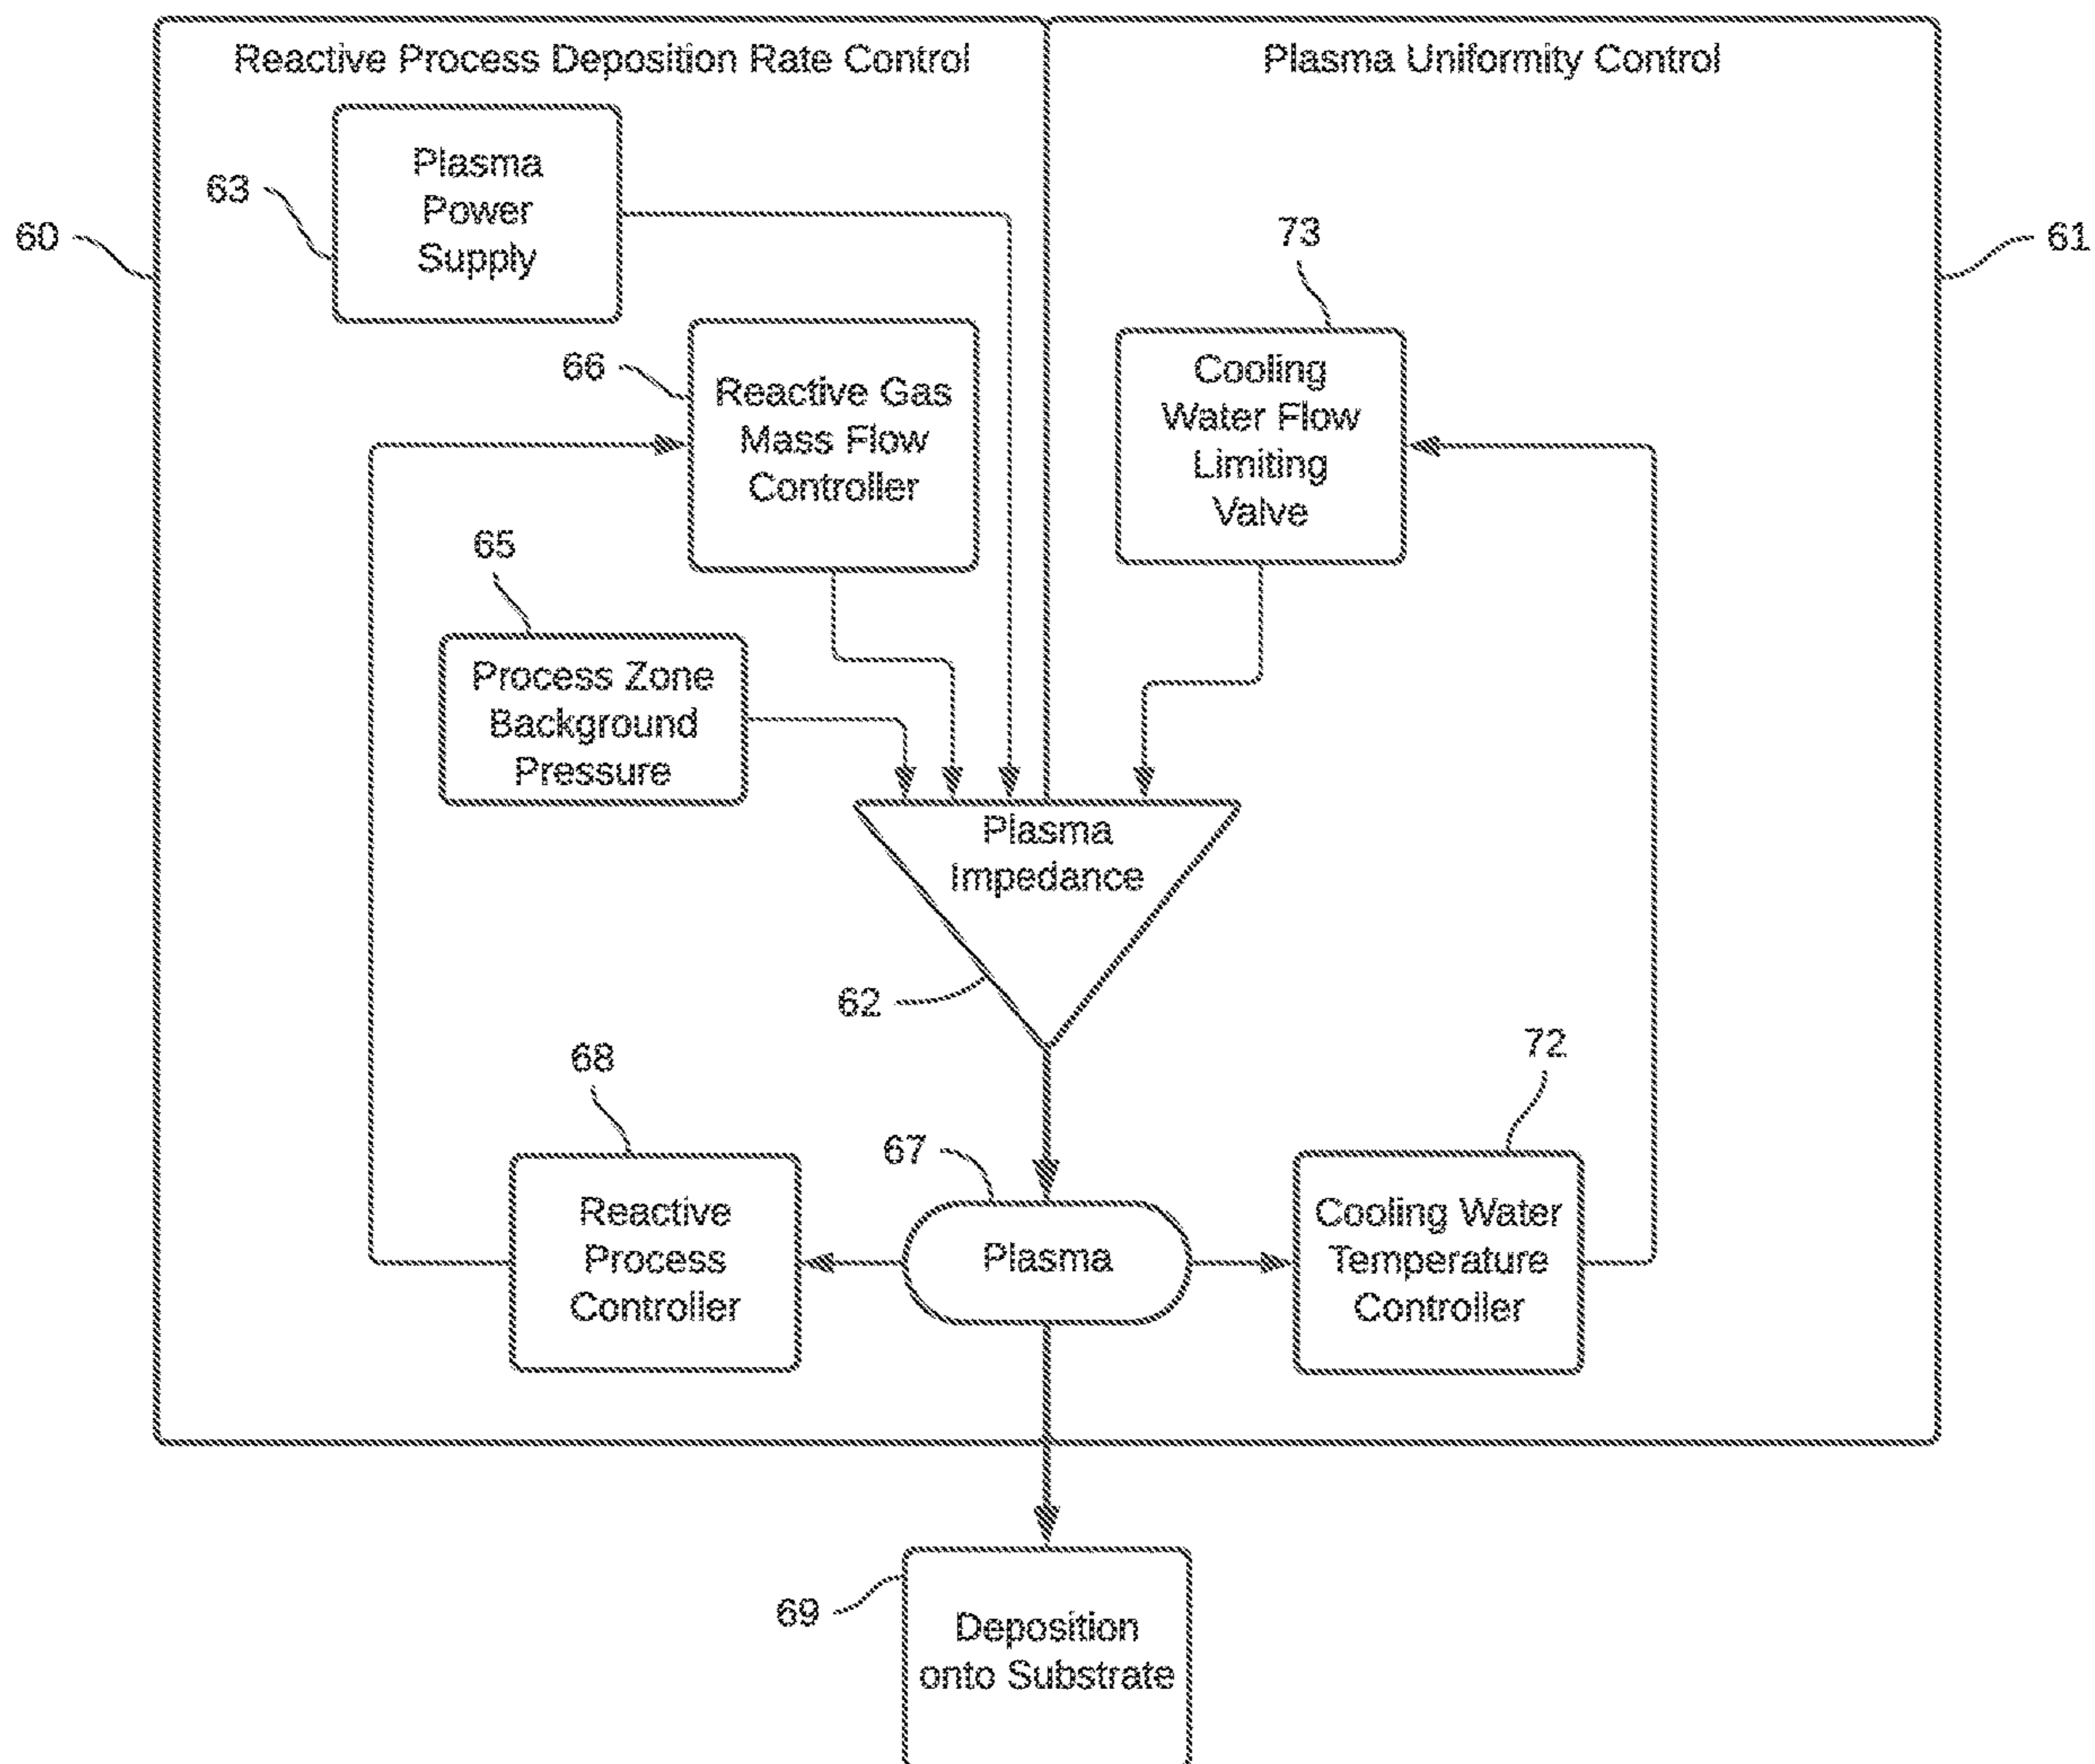 Reactive Process Deposition Rate Control
Plasma Uniformity Control
Plasma
Power
Supply
63
60
61
73
66
Reactive Gas
Mass Flow
Controller
Cooling
Water Flow
Limiting
Valve
65
Process Zone
Background
Pressure
Plasma
Impedance
62
68
67
72
Reactive
Process
Controller
Plasma
Cooling Water
Temperature
Controller
69
Deposition
onto Substrate